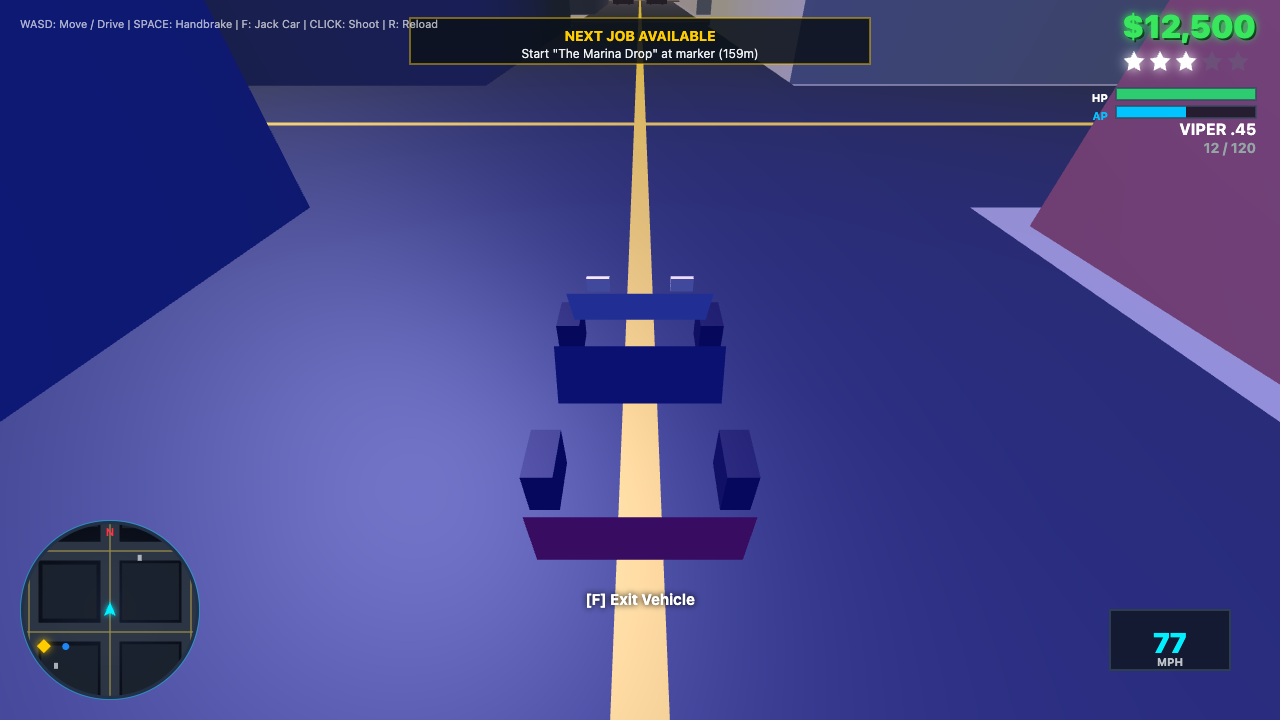 WASD: Move / Drive | SPACE: Handbrake | F: Jack Car | CLICK: Shoot | R: Reload
NEXT JOB AVAILABLE
Start "The Marina Drop" at marker (159m)
$12,500
HP
AP
VIPER .45
12 / 120
N
[F] Exit Vehicle
77
MPH